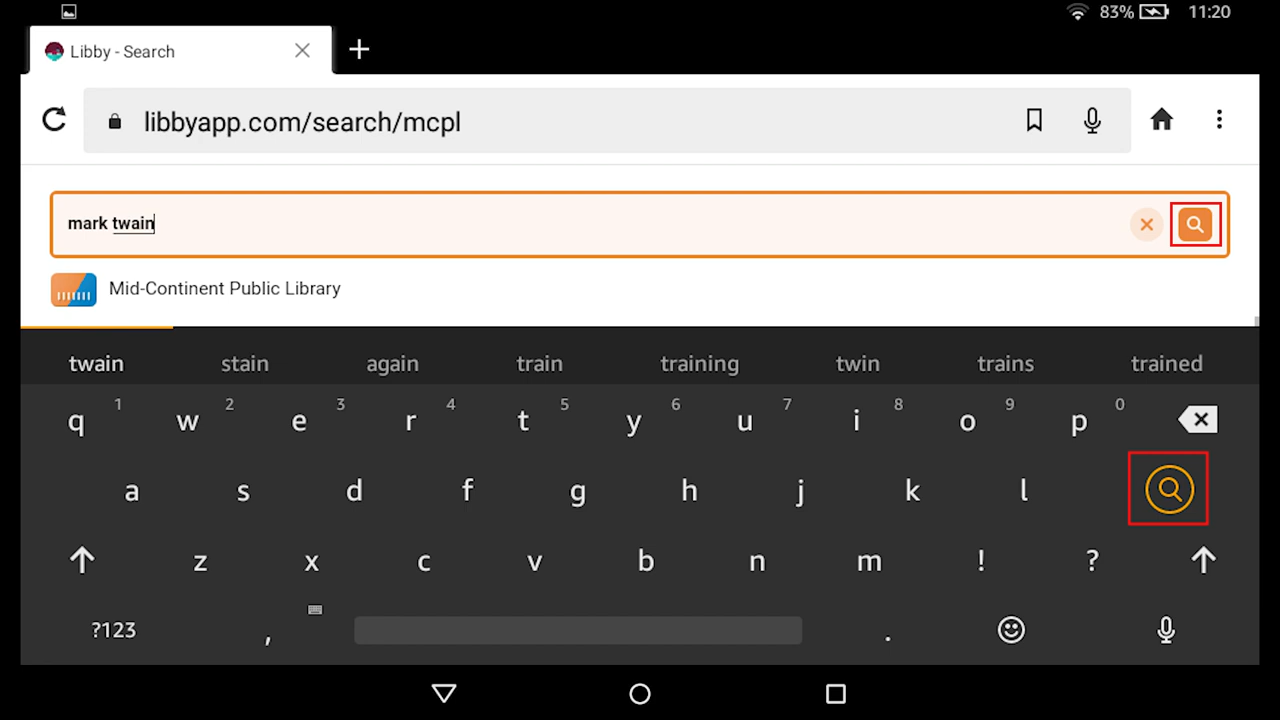 83% 11:20
Libby - Search
libbyapp.com/search/mcpl
mark twain
Mid-Continent Public Library
twain stain again train training twin trains trained
1 2 3 4 5 6 7 8 9 0
q w e r t y u i o p
a s d f g h j k l
z x c v b n m ! ?
?123 , .